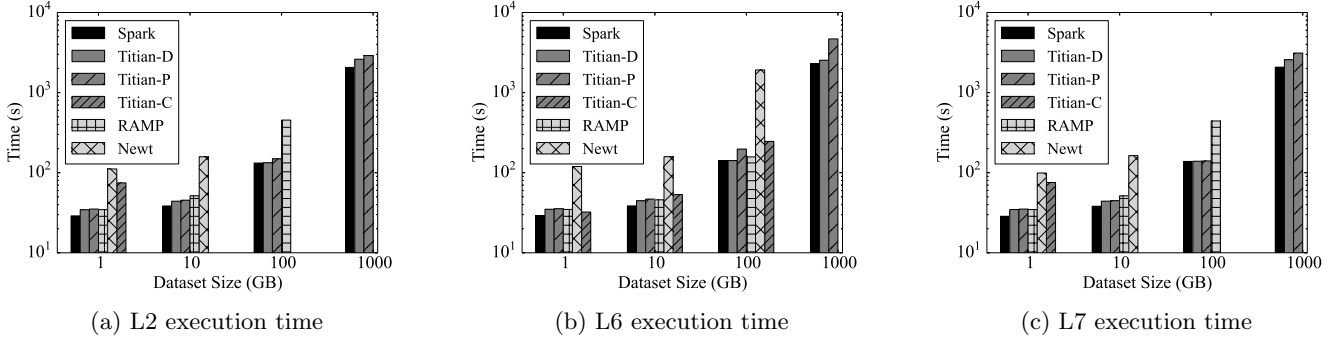 10^4
10^3
10^2
10^1
Time (s)
Spark
Titian-D
Titian-P
Titian-C
RAMP
Newt
1 10 100 1000
Dataset Size (GB)
(a) L2 execution time
10^4
10^3
10^2
10^1
Time (s)
Spark
Titian-D
Titian-P
Titian-C
RAMP
Newt
1 10 100 1000
Dataset Size (GB)
(b) L6 execution time
10^4
10^3
10^2
10^1
Time (s)
Spark
Titian-D
Titian-P
Titian-C
RAMP
Newt
1 10 100 1000
Dataset Size (GB)
(c) L7 execution time